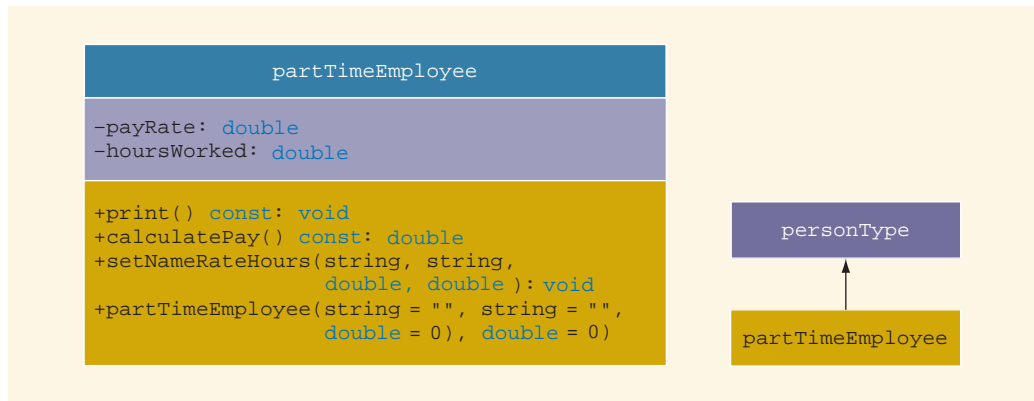 partTimeEmployee
-payRate: double
-hoursWorked: double
+print() const: void
+calculatePay() const: double
+setNameRateHours(string, string,
double, double ): void
+partTimeEmployee(string = "", string = "",
double = 0), double = 0)
personType
partTimeEmployee